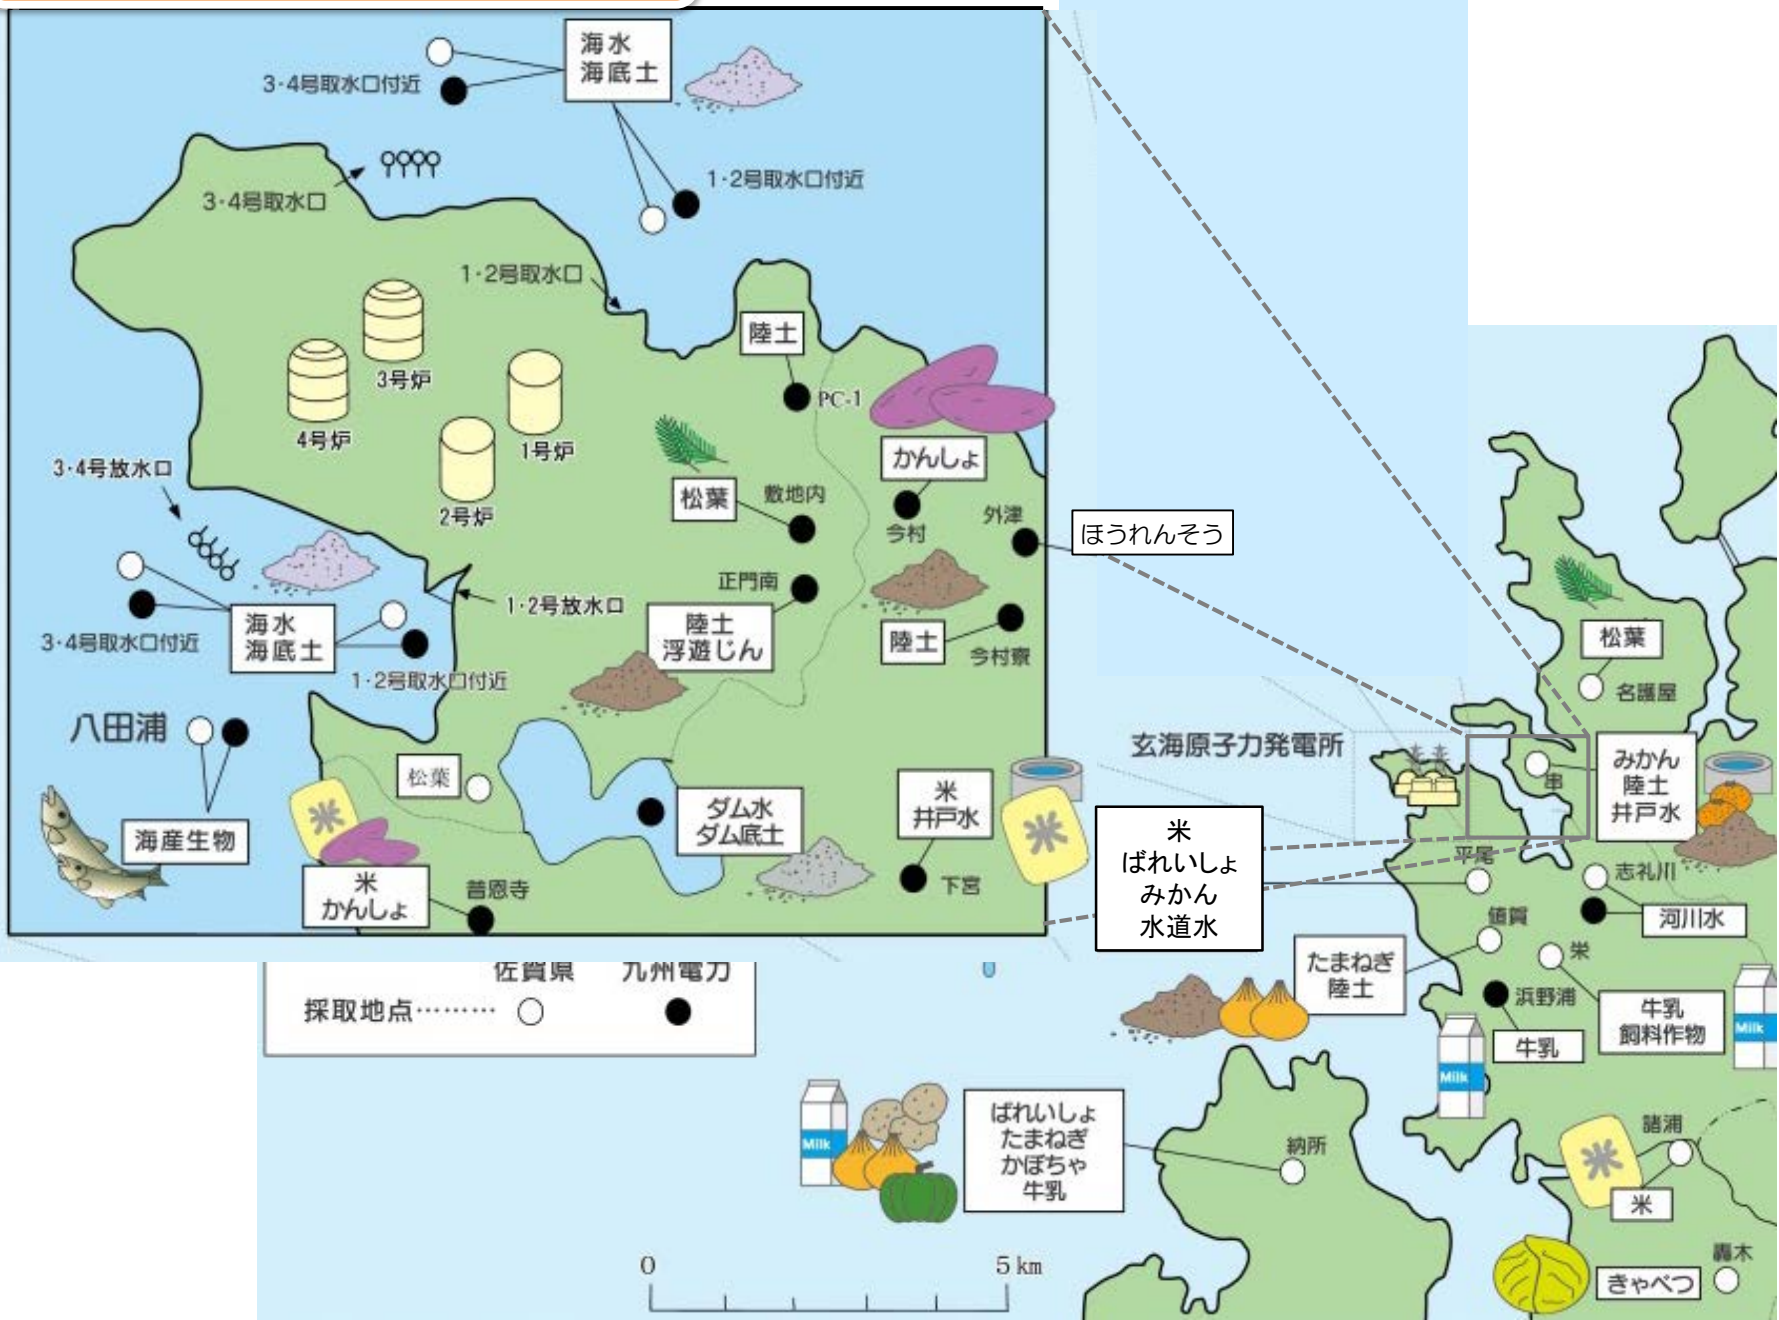 海水
海底土
3·4号取水口付近
1·2号取水口付近
3·4号取水口
1·2号取水口
陸土
PC-1
3号炉
4号炉
1号炉
2号炉
かんしょ
今村
松葉
敷地内
外津
ほうれんそう
3·4号放水口
正門南
1·2号放水口
陸土
浮遊じん
陸土
今村寮
海水
海底土
3·4号取水口付近
1·2号取水口付近
八田浦
海産生物
松葉
米
米
かんしょ
普恩寺
ダム水
ダム底土
米
井戸水
下宮
米
松葉
名護屋
玄海原子力発電所
串
みかん
陸土
井戸水
米
ばれいしょ
みかん
水道水
平尾
志礼川
河川水
値賀
たまねぎ
陸土
栄
浜野浦
牛乳
牛乳
飼料作物
Milk
Milk
佐賀県 九州電力
採取地点………
Milk
ばれいしょ
たまねぎ
かぼちゃ
牛乳
納所
諸浦
米
米
きゃべつ
轟木
0 5 km